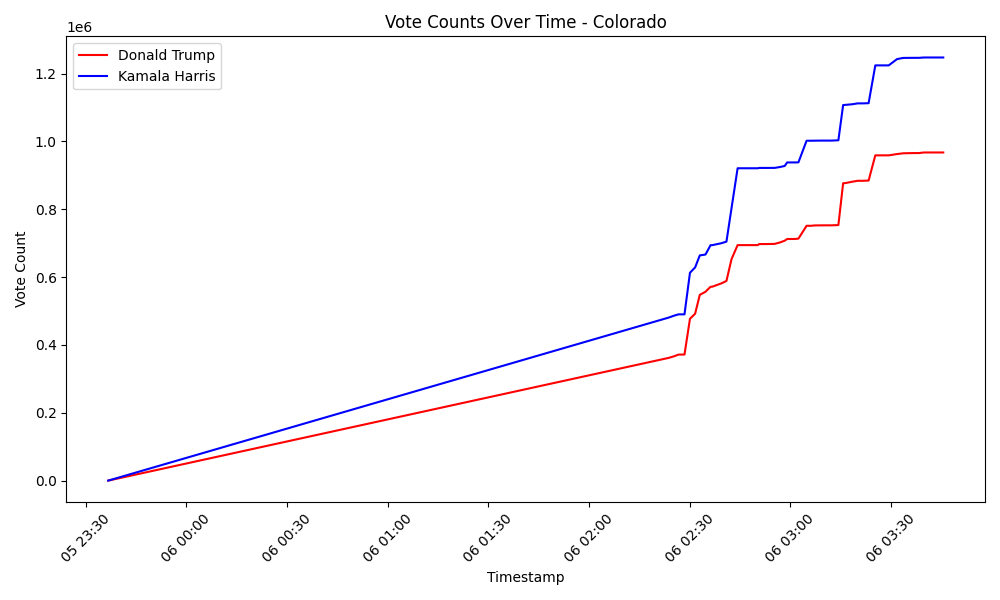 Vote Counts Over Time - Colorado
1e6
Donald Trump
Kamala Harris
1.2
1.0
0.8
0.6
0.4
0.2
0.0
Vote Count
05 23:30
06 00:00
06 00:30
06 01:00
06 01:30
06 02:00
06 02:30
06 03:00
06 03:30
Timestamp